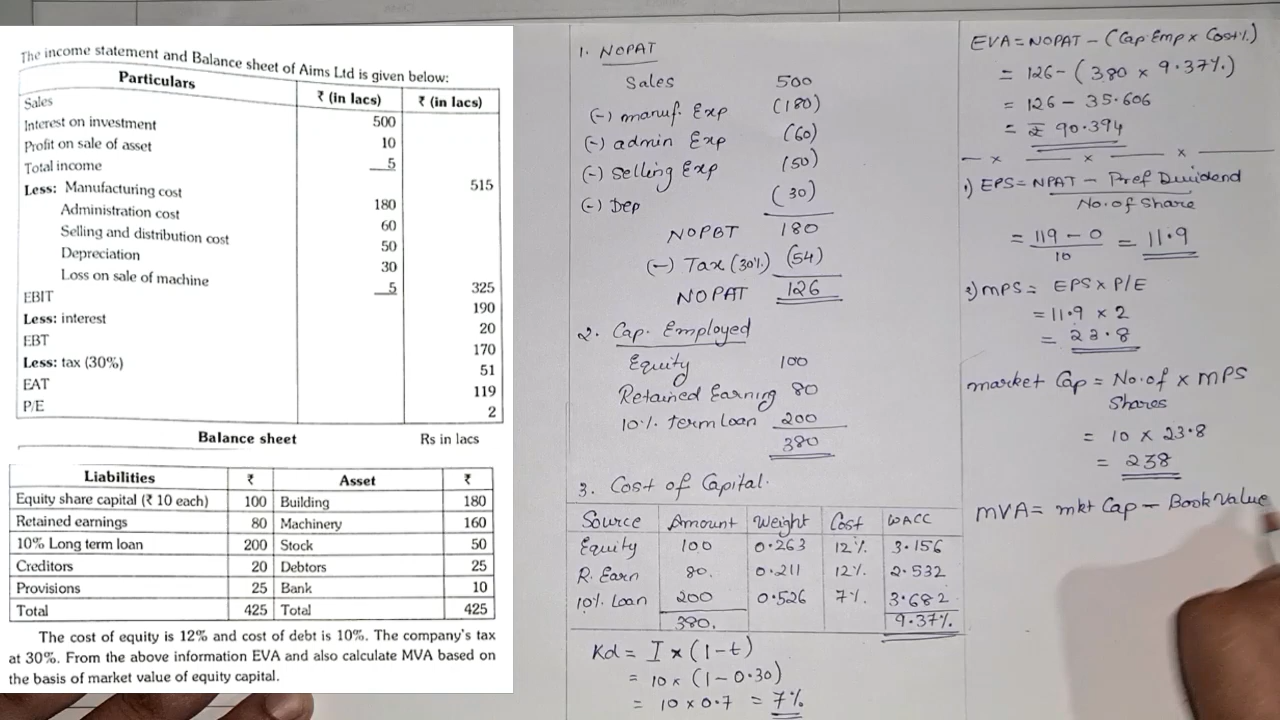 The income statement and Balance sheet of Aims Ltd is given below:
Particulars ₹ (in lacs) ₹ (in lacs)
Sales 500
Interest on investment 10
Profit on sale of asset 5
Total income 515
Less: Manufacturing cost 180
Administration cost 60
Selling and distribution cost 50
Depreciation 30
Loss on sale of machine 5 325
EBIT 190
Less: interest 20
EBT 170
Less: tax (30%) 51
EAT 119
P/E 2
Balance sheet Rs in lacs
Liabilities ₹ Asset ₹
Equity share capital (₹ 10 each) 100 Building 180
Retained earnings 80 Machinery 160
10% Long term loan 200 Stock 50
Creditors 20 Debtors 25
Provisions 25 Bank 10
Total 425 Total 425
The cost of equity is 12% and cost of debt is 10%. The company's tax
at 30%. From the above information EVA and also calculate MVA based on
the basis of market value of equity capital.
1. NOPAT
Sales 500
(-) manuf. Exp (180)
(-) admin Exp (60)
(-) Selling Exp (50)
(-) Dep (30)
NOPBT 180
(-) Tax (30%) (54)
NOPAT 126
2. Cap. Employed
Equity 100
Retained Earning 80
10% term loan 200
380
3. Cost of Capital.
Source Amount Weight Cost WACC
Equity 100 0.263 12% 3.156
R. Earn 80. 0.211 12% 2.532
10% Loan 200 0.526 7% 3.682
380. 9.37%
Kd = I x (1-t)
= 10 x (1-0.30)
= 10 x 0.7 = 7%
EVA = NOPAT - (Cap.Emp x Cost%)
= 126 - (380 x 9.37%)
= 126 - 35.606
= ₹ 90.394
x x x
1) EPS = NPAT - Pref Dividend
No. of Share
= 119 - 0 = 11.9
10
2) MPS = EPS x P/E
= 11.9 x 2
= 23.8
market Cap = No. of x MPS
Shares
= 10 x 23.8
= 238
MVA = mkt Cap - Book Value